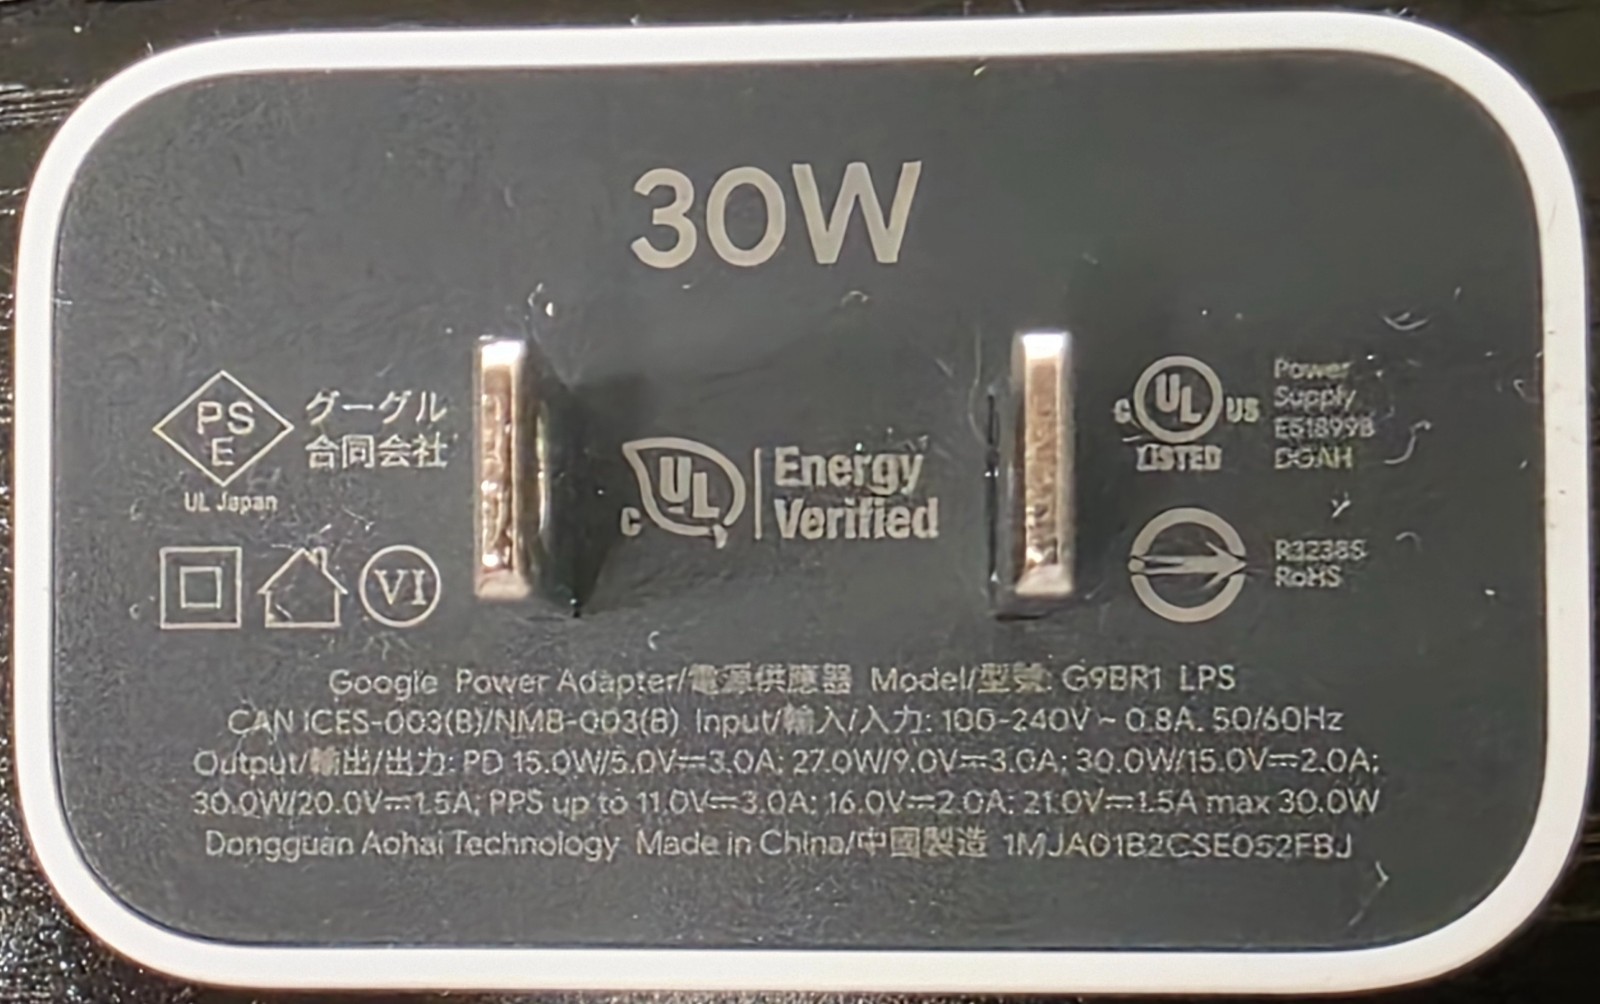 30W
PS
E
グーグル
合同会社
UL Japan
VI
C UL
Energy
Verified
C UL US
LISTED
Power
Supply
E518998
DGAH
R3238S
RoHS
Google Power Adapter/電源供應器 Model/型號: G9BR1 LPS
CAN ICES-003(B)/NMB-003(B) Input/輸入/入力: 100-240V ~ 0.8A. 50/60Hz
Output/輸出/出力: PD 15.0W/5.0V⎓3.0A; 27.0W/9.0V⎓3.0A; 30.0W/15.0V⎓2.0A;
30.0W/20.0V⎓1.5A; PPS up to 11.0V⎓3.0A; 16.0V⎓2.0A; 21.0V⎓1.5A max 30.0W
Dongguan Aohai Technology Made in China/中國製造 1MJA01B2CSE052FBJ